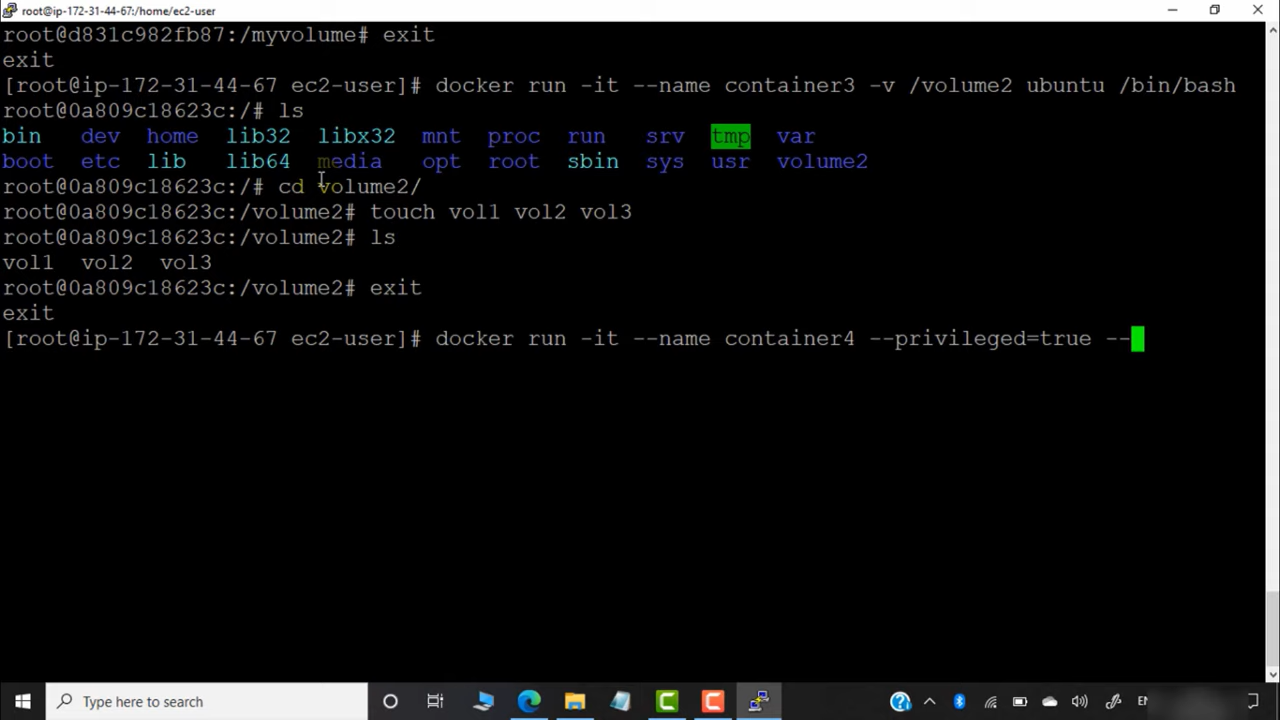 root@ip-172-31-44-67:/home/ec2-user
root@d831c982fb87:/myvolume# exit
exit
[root@ip-172-31-44-67 ec2-user]# docker run -it --name container3 -v /volume2 ubuntu /bin/bash
root@0a809c18623c:/# ls
bin dev home lib32 libx32 mnt proc run srv tmp var
boot etc lib lib64 media opt root sbin sys usr volume2
root@0a809c18623c:/# cd volume2/
root@0a809c18623c:/volume2# touch vol1 vol2 vol3
root@0a809c18623c:/volume2# ls
vol1 vol2 vol3
root@0a809c18623c:/volume2# exit
exit
[root@ip-172-31-44-67 ec2-user]# docker run -it --name container4 --privileged=true --
Type here to search